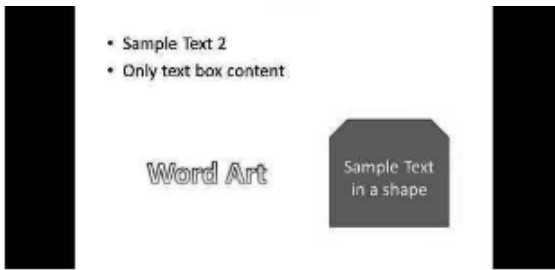 • Sample Text 2
• Only text box content
Word Art
Sample Text
in a shape